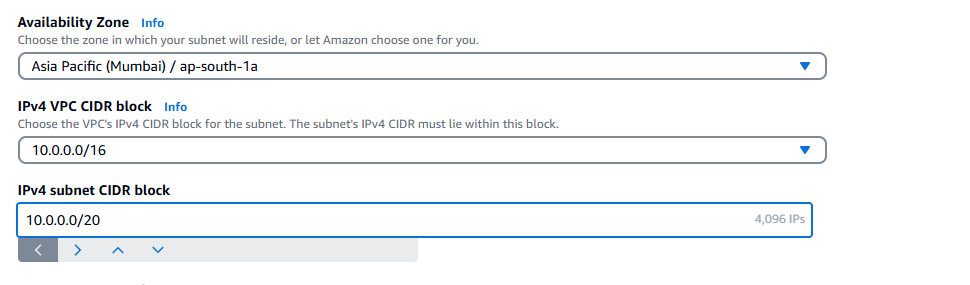 Availability Zone Info
Choose the zone in which your subnet will reside, or let Amazon choose one for you.
Asia Pacific (Mumbai) / ap-south-1a
IPv4 VPC CIDR block Info
Choose the VPC's IPv4 CIDR block for the subnet. The subnet's IPv4 CIDR must lie within this block.
10.0.0.0/16
IPv4 subnet CIDR block
10.0.0.0/20 4,096 IPs